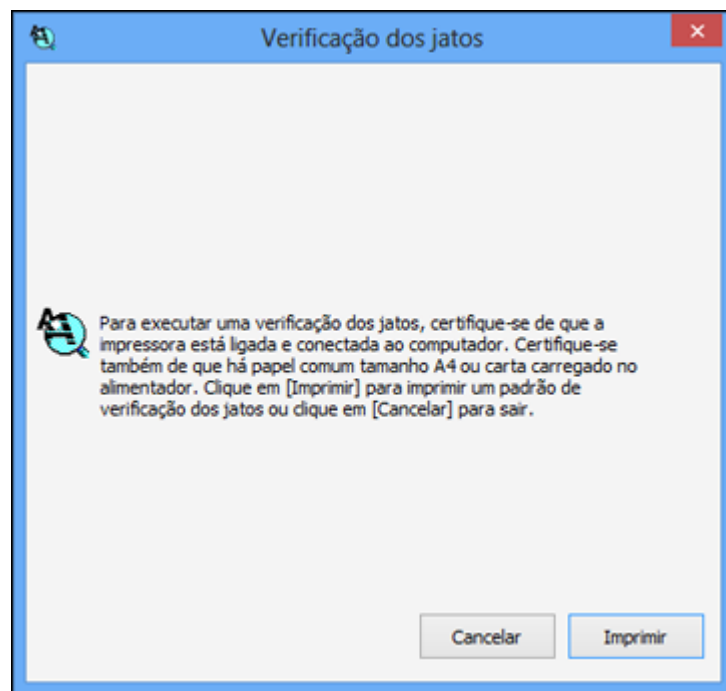 Verificação dos jatos
Para executar uma verificação dos jatos, certifique-se de que a
impressora está ligada e conectada ao computador. Certifique-se
também de que há papel comum tamanho A4 ou carta carregado no
alimentador. Clique em [Imprimir] para imprimir um padrão de
verificação dos jatos ou clique em [Cancelar] para sair.
Cancelar
Imprimir